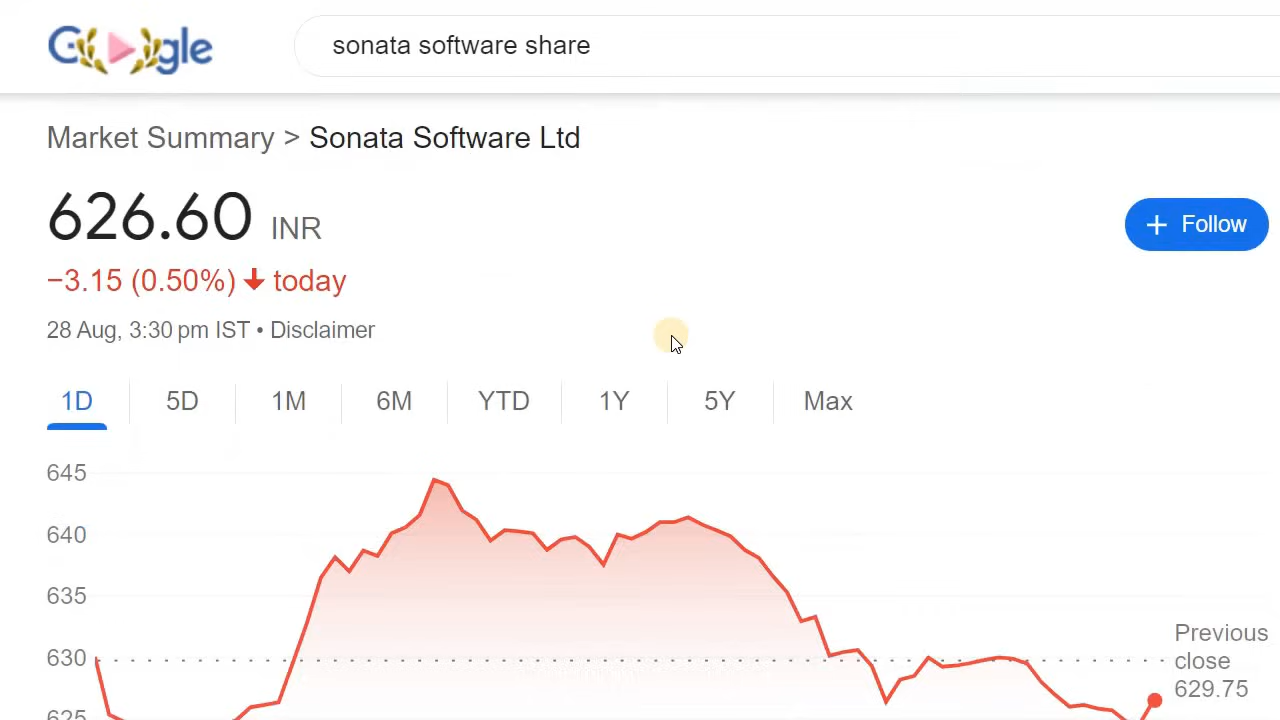 Google
sonata software share
Market Summary > Sonata Software Ltd
626.60 INR
+ Follow
−3.15 (0.50%) ↓ today
28 Aug, 3:30 pm IST • Disclaimer
1D 5D 1M 6M YTD 1Y 5Y Max
645
640
635
630
625
Previous
close
629.75